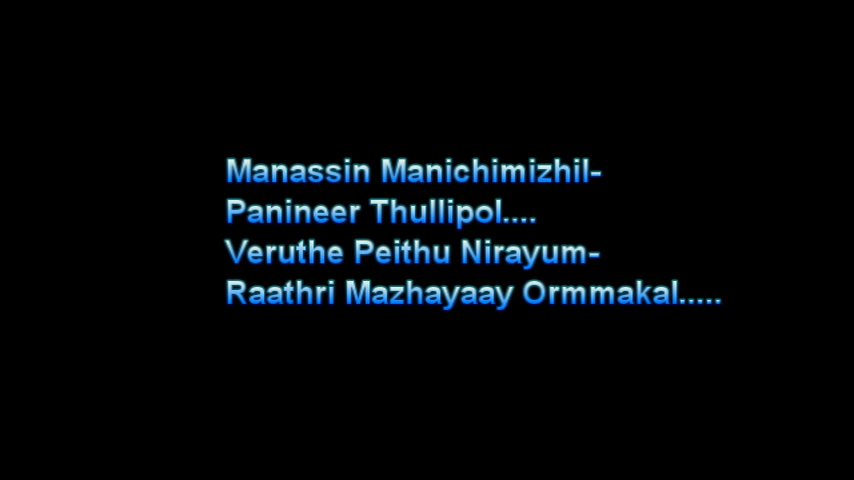 Manassin Manichimizhil-
Panineer Thullipol....
Veruthe Peithu Nirayum-
Raathri Mazhayaay Ormmakal.....